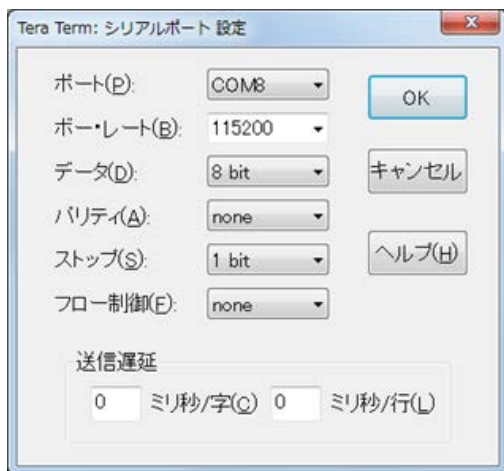 Tera Term: シリアルポート 設定
ポート(P): COM8
OK
ボー・レート(B): 115200
データ(D): 8 bit
キャンセル
パリティ(A): none
ストップ(S): 1 bit
ヘルプ(H)
フロー制御(F): none
送信遅延
0 ミリ秒/字(C) 0 ミリ秒/行(L)